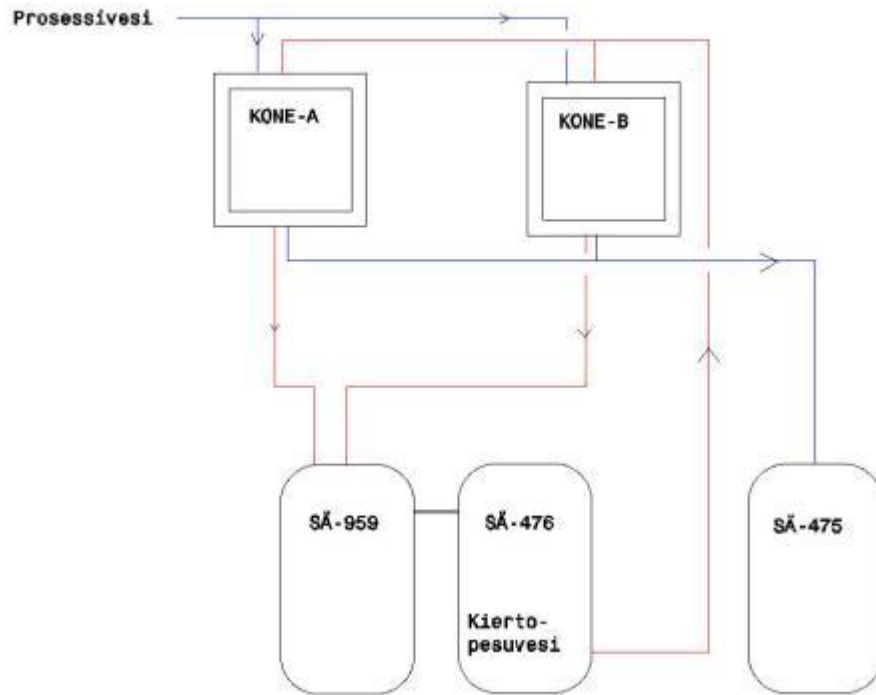 Prosessivesi
KONE-A
KONE-B
SÄ-959
SÄ-476
SÄ-475
Kierto-
pesuvesi